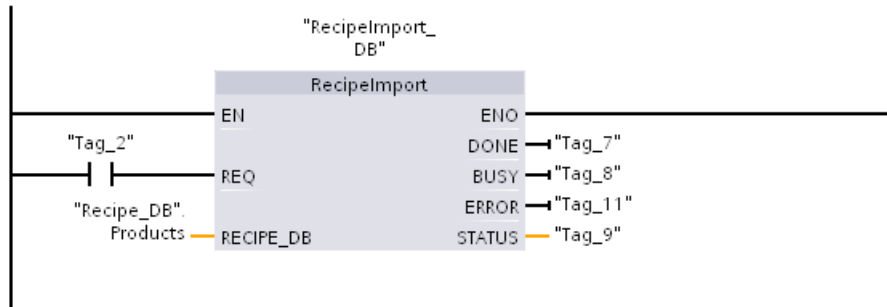 "RecipeImport_
DB"
RecipeImport
EN ENO
DONE "Tag_7"
"Tag_2"
REQ BUSY "Tag_8"
ERROR "Tag_11"
"Recipe_DB".
Products RECIPE_DB STATUS "Tag_9"